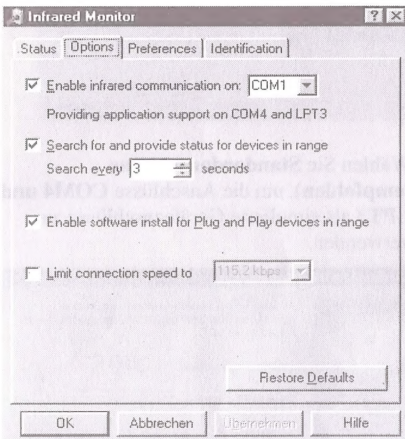 Infrared Monitor
Status Options Preferences Identification
Enable infrared communication on: COM1
Providing application support on COM4 and LPT3
Search for and provide status for devices in range
Search every 3 seconds
Enable software install for Plug and Play devices in range
Limit connection speed to 115.2 kbps
Restore Defaults
OK Abbrechen Übernehmen Hilfe